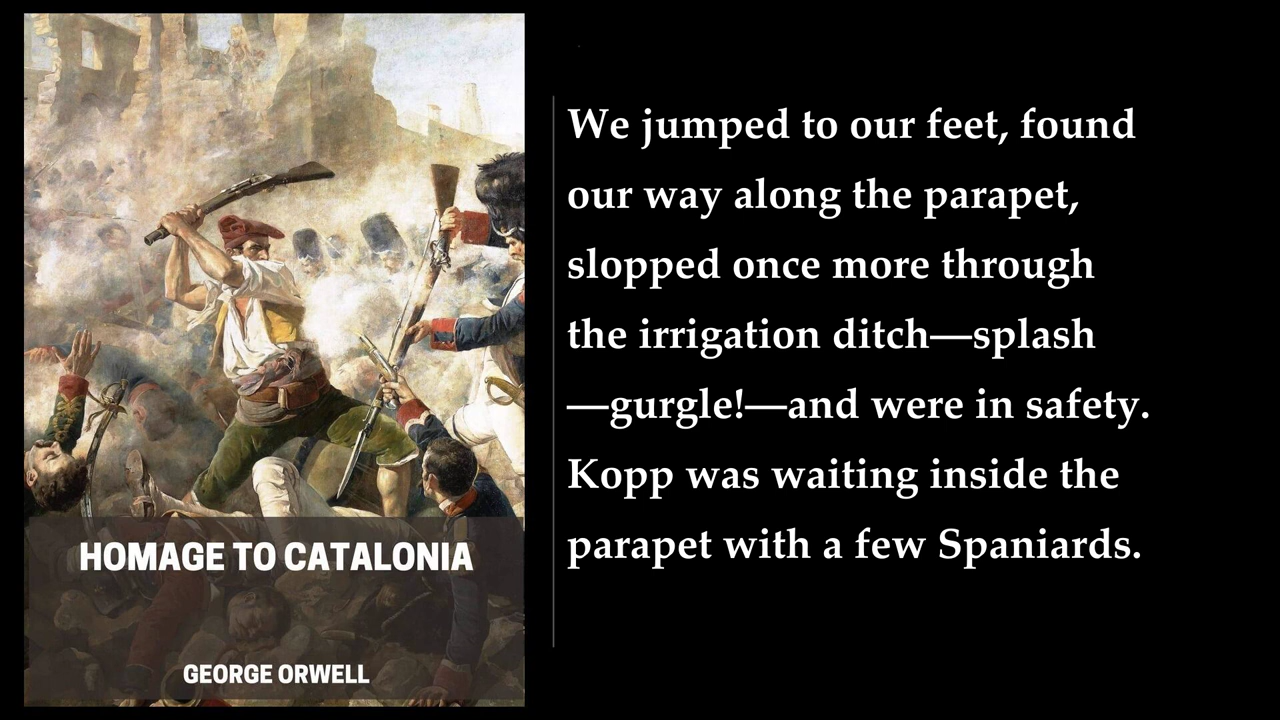 HOMAGE TO CATALONIA
GEORGE ORWELL
We jumped to our feet, found
our way along the parapet,
slopped once more through
the irrigation ditch—splash
—gurgle!—and were in safety.
Kopp was waiting inside the
parapet with a few Spaniards.